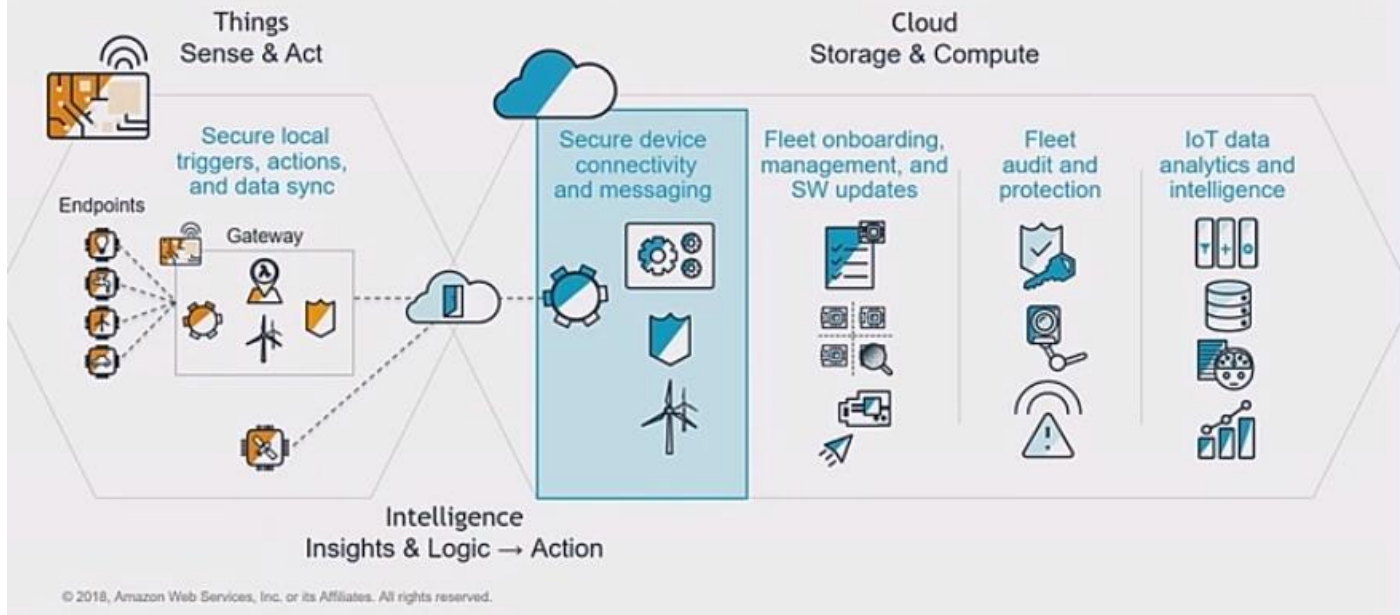 Things
Sense & Act
Cloud
Storage & Compute
Secure local
triggers, actions,
and data sync
Endpoints
Gateway
λ
Secure device
connectivity
and messaging
Fleet onboarding,
management, and
SW updates
Fleet
audit and
protection
IoT data
analytics and
intelligence
Intelligence
Insights & Logic → Action
© 2018, Amazon Web Services, Inc. or its Affiliates. All rights reserved.